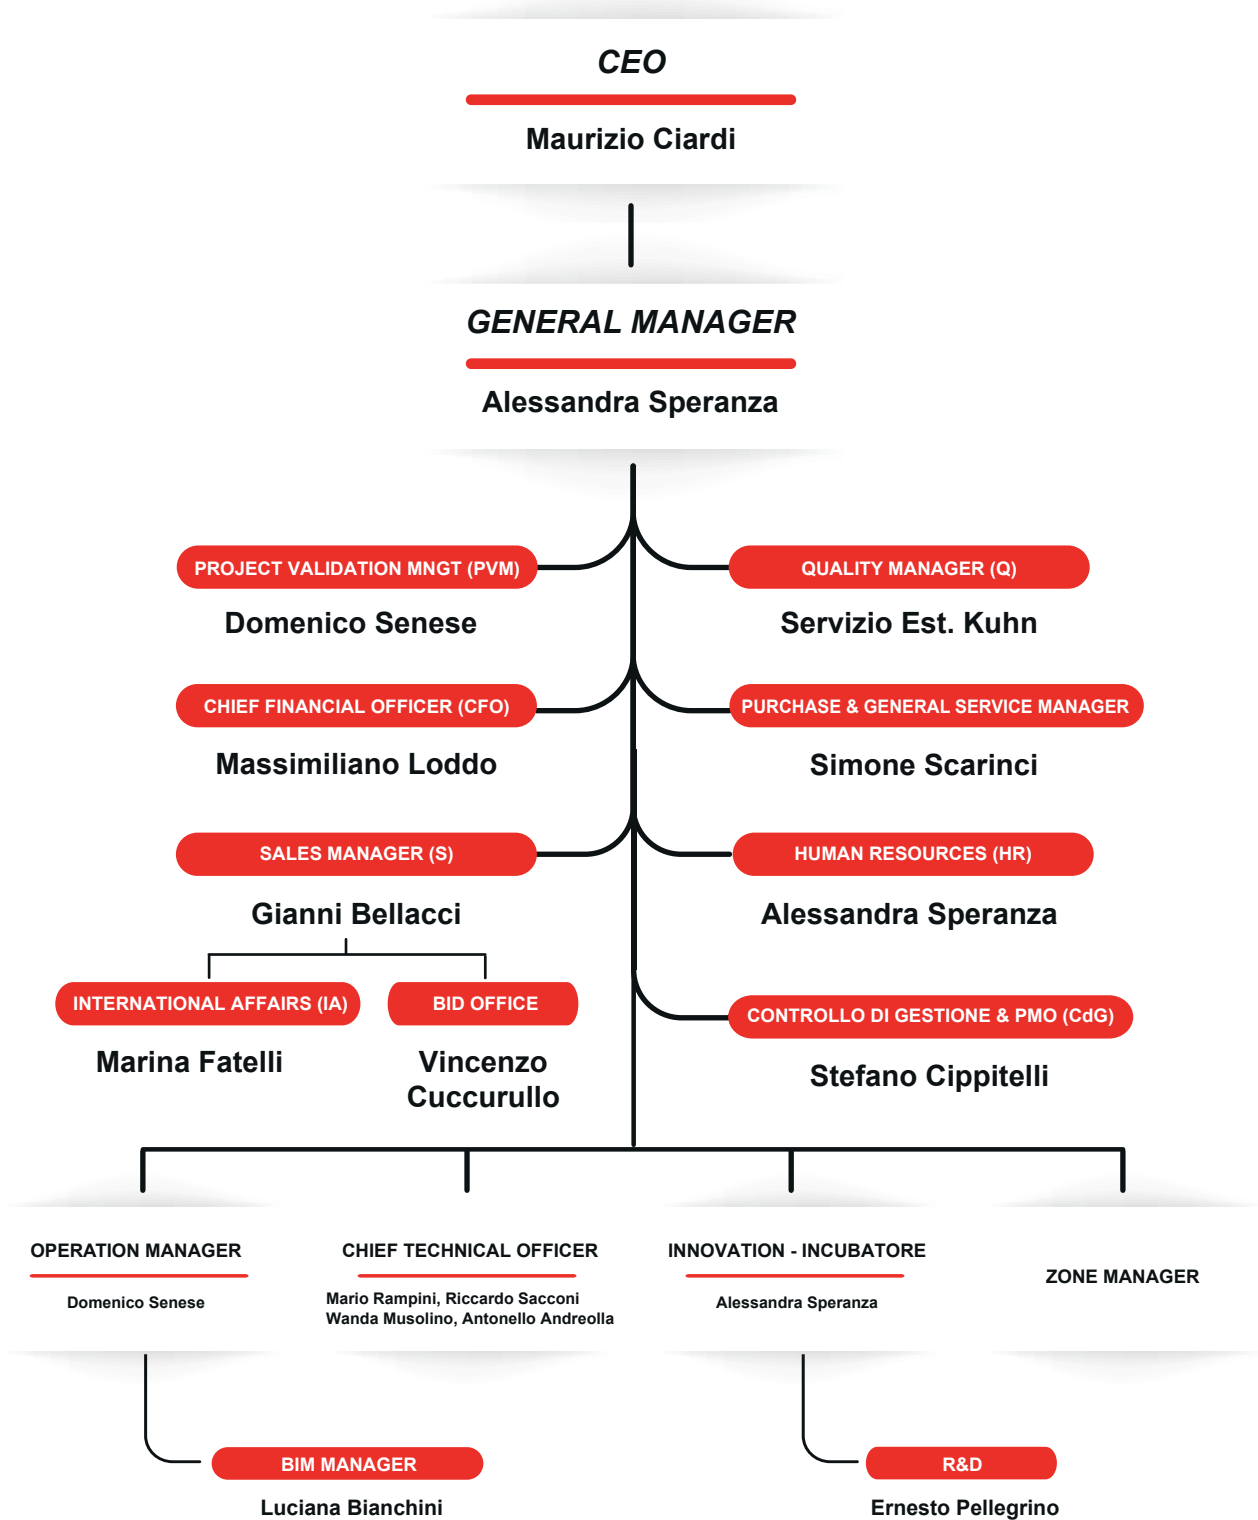 CEO
Maurizio Ciardi
GENERAL MANAGER
Alessandra Speranza
PROJECT VALIDATION MNGT (PVM)
Domenico Senese
QUALITY MANAGER (Q)
Servizio Est. Kuhn
CHIEF FINANCIAL OFFICER (CFO)
Massimiliano Loddo
PURCHASE & GENERAL SERVICE MANAGER
Simone Scarinci
SALES MANAGER (S)
Gianni Bellacci
HUMAN RESOURCES (HR)
Alessandra Speranza
INTERNATIONAL AFFAIRS (IA)
Marina Fatelli
BID OFFICE
Vincenzo
Cuccurullo
CONTROLLO DI GESTIONE & PMO (CdG)
Stefano Cippitelli
OPERATION MANAGER
Domenico Senese
CHIEF TECHNICAL OFFICER
Mario Rampini, Riccardo Sacconi
Wanda Musolino, Antonello Andreolla
INNOVATION - INCUBATORE
Alessandra Speranza
ZONE MANAGER
BIM MANAGER
Luciana Bianchini
R&D
Ernesto Pellegrino